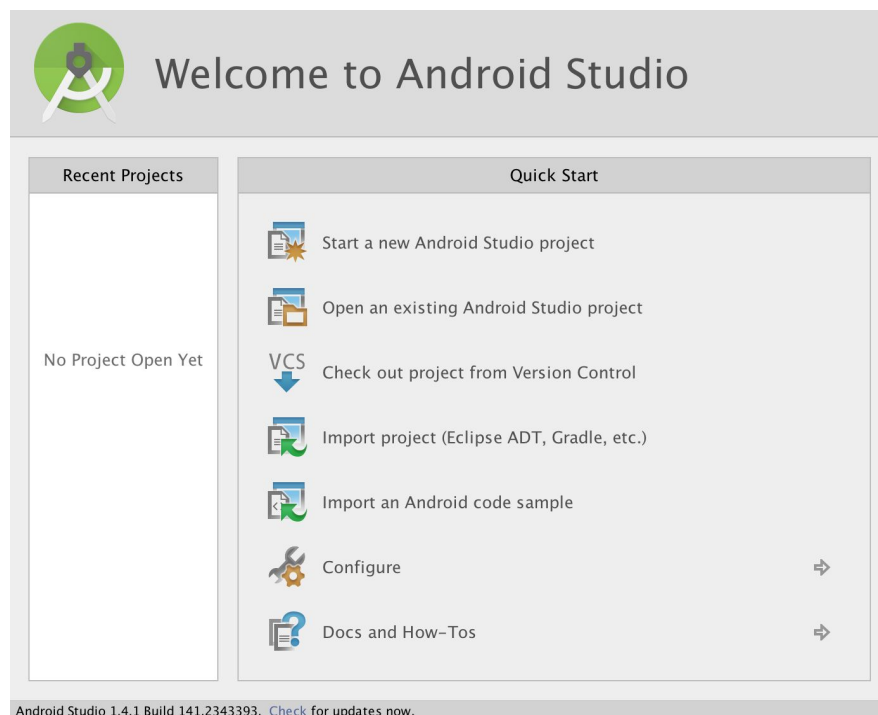 Welcome to Android Studio
Recent Projects
No Project Open Yet
Quick Start
Start a new Android Studio project
Open an existing Android Studio project
VCS
Check out project from Version Control
Import project (Eclipse ADT, Gradle, etc.)
Import an Android code sample
Configure
Docs and How-Tos
Android Studio 1.4.1 Build 141.2343393. Check for updates now.